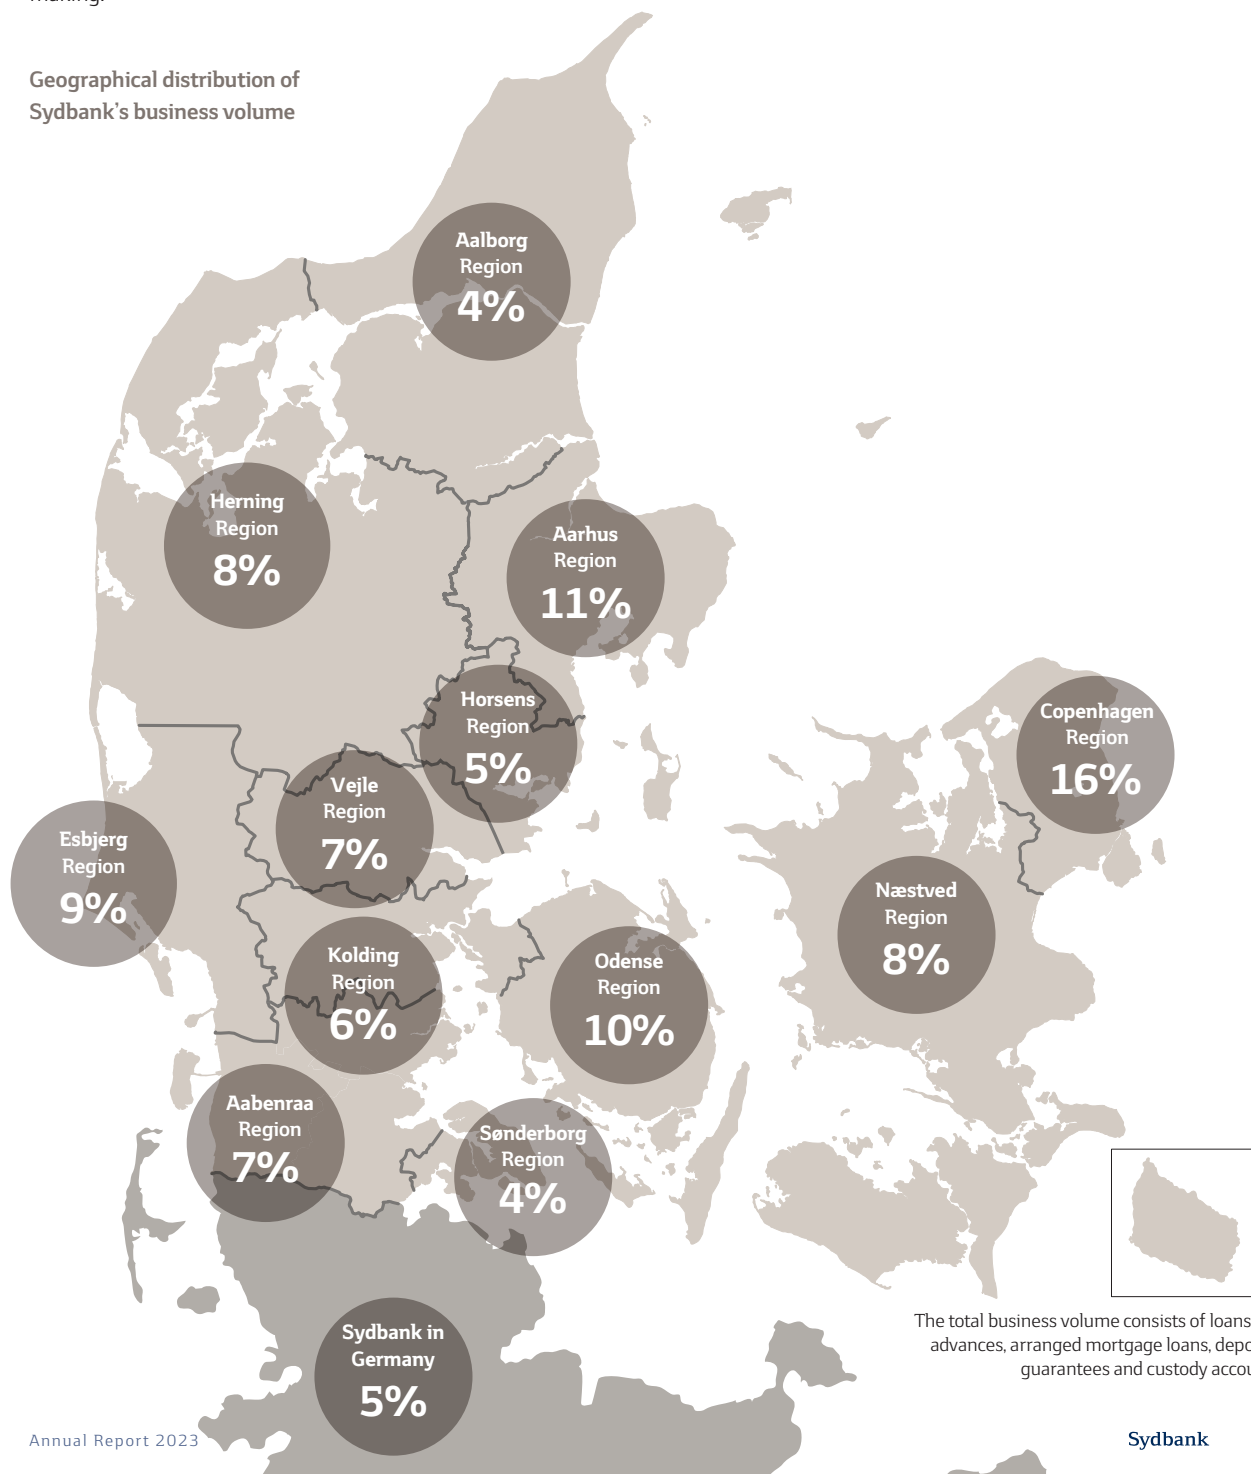 making.
Geographical distribution of
Sydbank's business volume
Aalborg
Region
4%
Herning
Region
8%
Aarhus
Region
11%
Horsens
Region
5%
Copenhagen
Region
16%
Vejle
Region
7%
Esbjerg
Region
9%
Næstved
Region
8%
Kolding
Region
6%
Odense
Region
10%
Aabenraa
Region
7%
Sønderborg
Region
4%
Sydbank in
Germany
5%
The total business volume consists of loans
advances, arranged mortgage loans,
guarantees and custody
Annual Report 2023
Sydbank